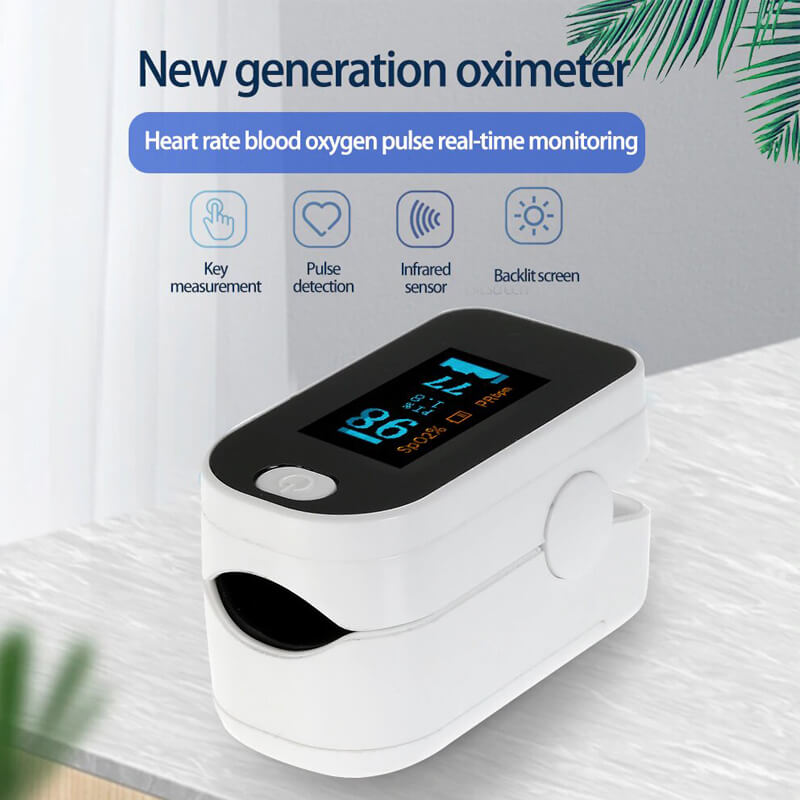 New generation oximeter
Heart rate blood oxygen pulse real-time monitoring
Key
measurement
Pulse
detection
Infrared
sensor
Backlit screen
98
77
SpO2%
PRbpm